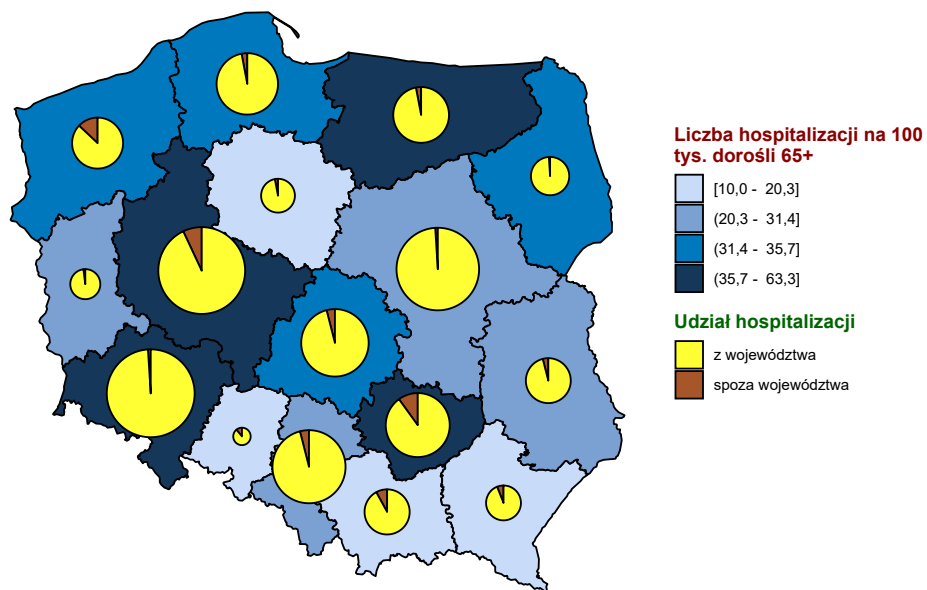 Liczba hospitalizacji na 100
tys. dorośli 65+
[10,0 - 20,3]
(20,3 - 31,4]
(31,4 - 35,7]
(35,7 - 63,3]
Udział hospitalizacji
z województwa
spoza województwa